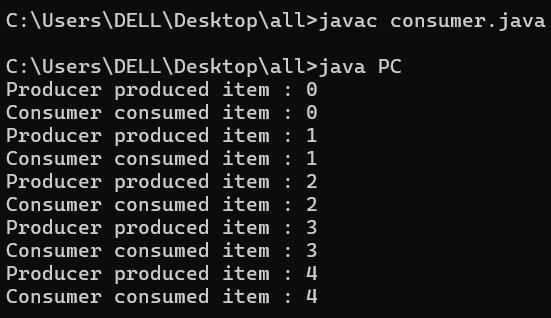 C:\Users\DELL\Desktop\all>javac consumer.java
C:\Users\DELL\Desktop\all>java PC
Producer produced item : 0
Consumer consumed item : 0
Producer produced item : 1
Consumer consumed item : 1
Producer produced item : 2
Consumer consumed item : 2
Producer produced item : 3
Consumer consumed item : 3
Producer produced item : 4
Consumer consumed item : 4